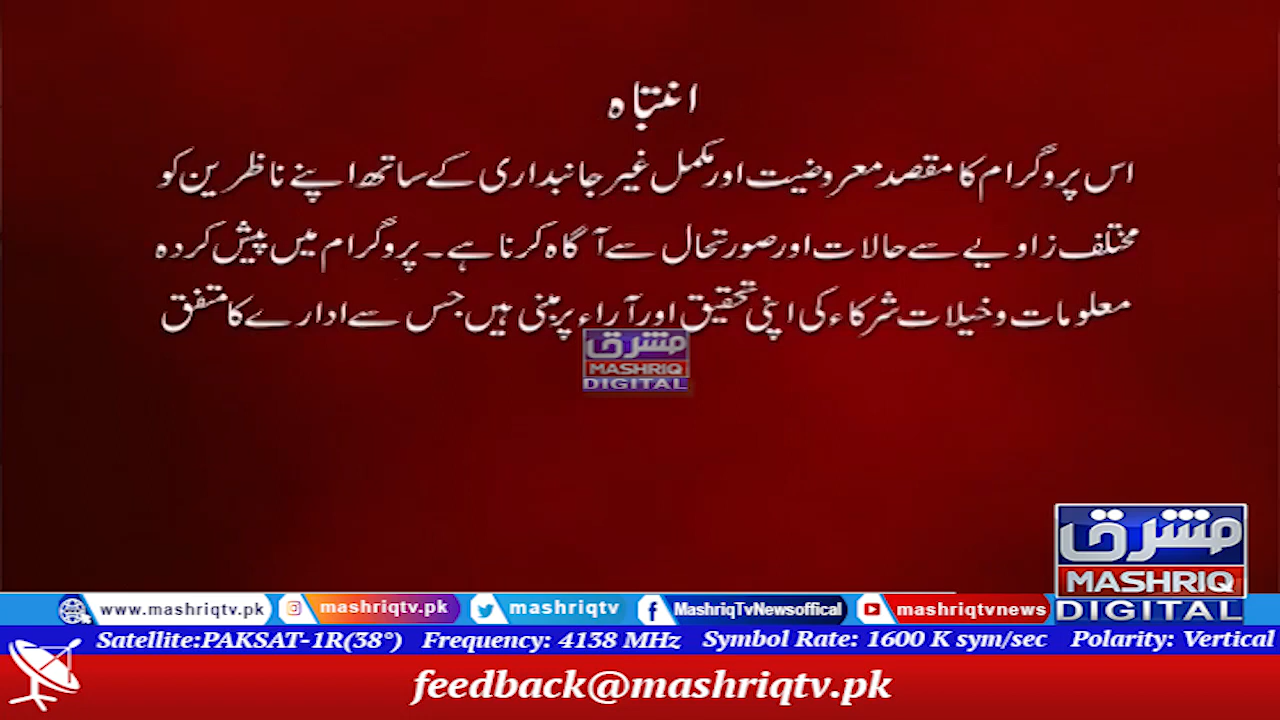 انتباہ
اس پروگرام کا مقصد معروضیت اور مکمل غیر جانبداری کے ساتھ اپنے ناظرین کو
مختلف زاویے سے حالات اور صورتحال سے آگاہ کرنا ہے۔ پروگرام میں پیش کردہ
معلومات و خیلات شرکاء کی اپنی تحقیق اور آراء پر مبنی ہیں جس سے ادارے کا متفق
مشرق
MASHRIQ
DIGITAL
مشرق
MASHRIQ
DIGITAL
www.mashriqtv.pk mashriqtv.pk mashriqtv MashriqTvNewsoffical mashriqtvnews
Satellite:PAKSAT-1R(38°) Frequency: 4138 MHz Symbol Rate: 1600 K sym/sec Polarity: Vertical
feedback@mashriqtv.pk